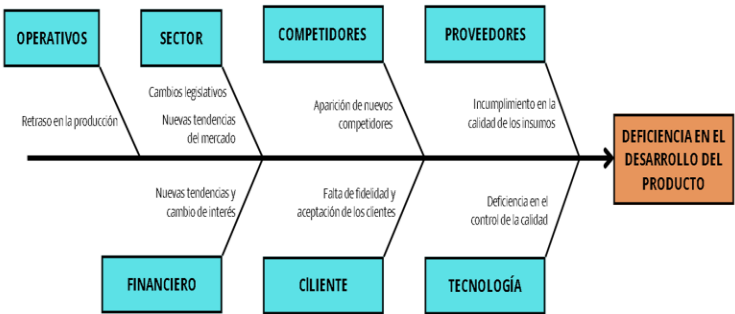 OPERATIVOS
SECTOR
COMPETIDORES
PROVEEDORES
Cambios legislativos
Retraso en la producción
Nuevas tendencias
del mercado
Aparición de nuevos
competidores
Incumplimiento en la
calidad de los insumos
DEFICIENCIA EN EL
DESARROLLO DEL
PRODUCTO
Nuevas tendencias y
cambio de interés
Falta de fidelidad y
aceptación de los clientes
Deficiencia en el
control de la calidad
FINANCIERO
CÍLIENTE
TECNOLOGÍA